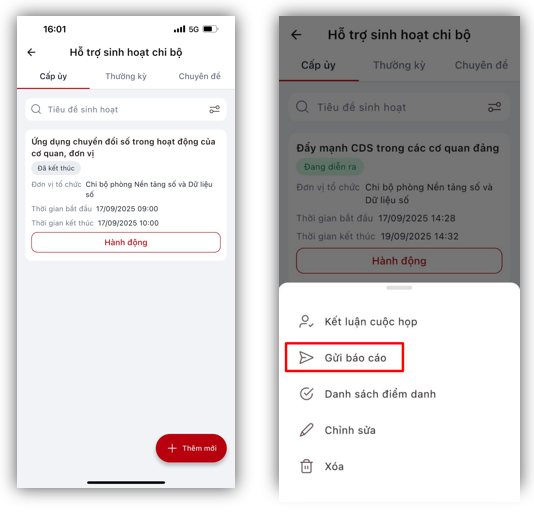 16:01
5G
Hỗ trợ sinh hoạt chi bộ
Cấp ủy
Thường kỳ
Chuyên đề
Tiêu đề sinh hoạt
Ứng dụng chuyển đổi số trong hoạt động của
cơ quan, đơn vị
Đã kết thúc
Đơn vị tổ chức Chi bộ phòng Nền tảng số và Dữ liệu
số
Thời gian bắt đầu 17/09/2025 09:00
Thời gian kết thúc 17/09/2025 10:00
Hành động
Thêm mới
Hỗ trợ sinh hoạt chi bộ
Cấp ủy
Thường kỳ
Chuyên đề
Tiêu đề sinh hoạt
Đẩy mạnh CDS trong các cơ quan đảng
Đang diễn ra
Đơn vị tổ chức Chi bộ phòng Nền tảng số và
Dữ liệu số
Thời gian bắt đầu 17/09/2025 14:28
Thời gian kết thúc 19/09/2025 14:32
Hành động
Kết luận cuộc họp
Gửi báo cáo
Danh sách điểm danh
Chỉnh sửa
Xóa